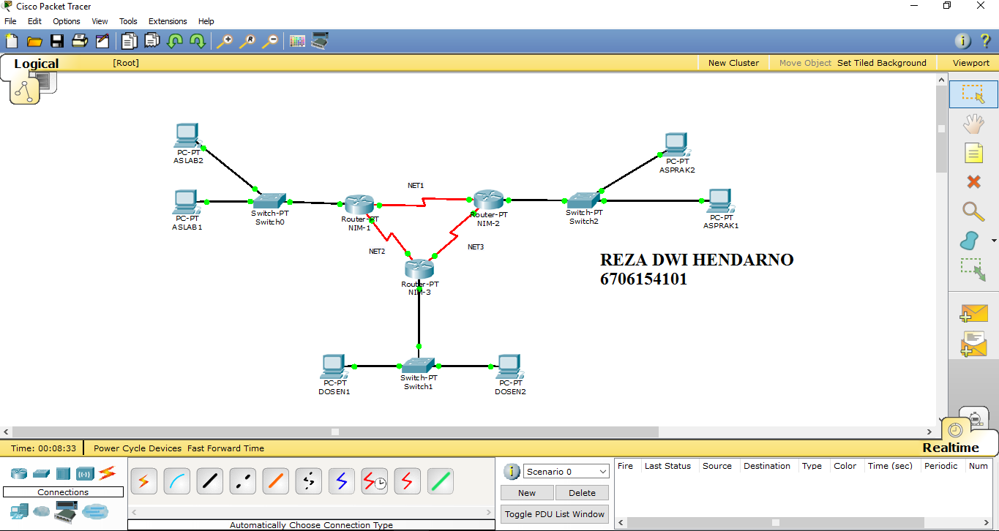 Cisco Packet Tracer
File Edit Options View Tools Extensions Help
Logical
[Root]
New Cluster
Move Object
Set Tiled Background
Viewport
PC-PT
ASLAB2
PC-PT
ASLAB1
Switch-PT
Switch0
Router-PT
NIM-1
NET1
Router-PT
NIM-2
Switch-PT
Switch2
PC-PT
ASPRAK2
PC-PT
ASPRAK1
NET2
NET3
Router-PT
NIM-3
REZA DWI HENDARNO
6706154101
PC-PT
DOSEN1
Switch-PT
Switch1
PC-PT
DOSEN2
Time: 00:08:33
Power Cycle Devices Fast Forward Time
Realtime
Connections
Automatically Choose Connection Type
Scenario 0
New
Delete
Toggle PDU List Window
Fire Last Status Source Destination Type Color Time (sec) Periodic Num